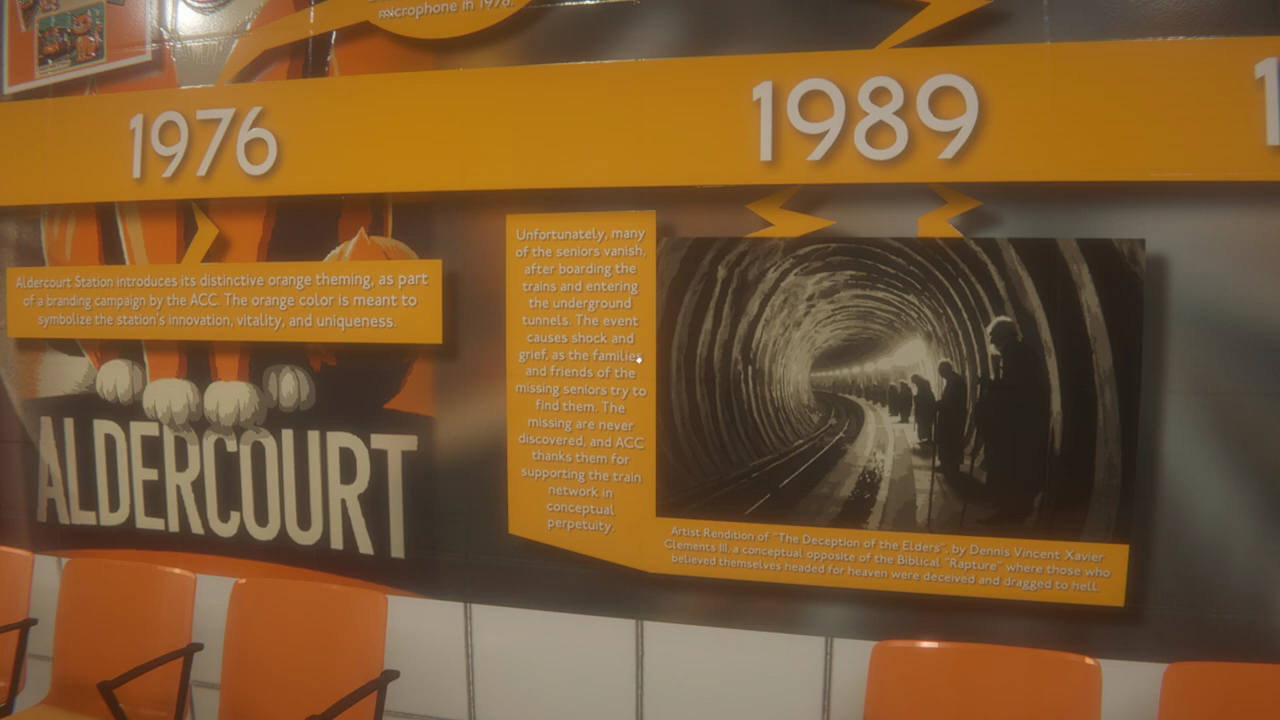 microphone in 1978.
1976
1989
Aldercourt Station introduces its distinctive orange theming, as part
of a branding campaign by the ACC. The orange color is meant to
symbolize the station's innovation, vitality, and uniqueness.
ALDERCOURT
Unfortunately, many
of the seniors vanish,
after boarding the
trains and entering
the underground
tunnels. The event
causes shock and
grief, as the families
and friends of the
missing seniors try to
find them. The
missing are never
discovered, and ACC
thanks them for
supporting the train
network in
conceptual
perpetuity.
Artist Rendition of "The Deception of the Elders", by Dennis Vincent Xavier
Clements III, a conceptual opposite of the Biblical "Rapture" where those who
believed themselves headed for heaven were deceived and dragged to hell.